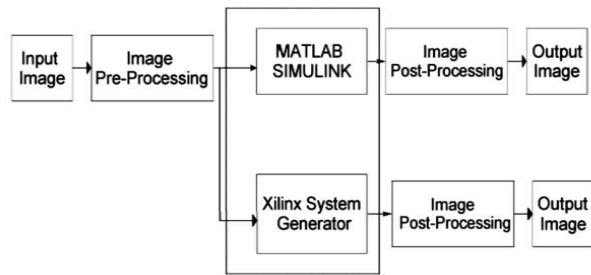 Input
Image
Image
Pre-Processing
MATLAB
SIMULINK
Image
Post-Processing
Output
Image
Xilinx System
Generator
Image
Post-Processing
Output
Image